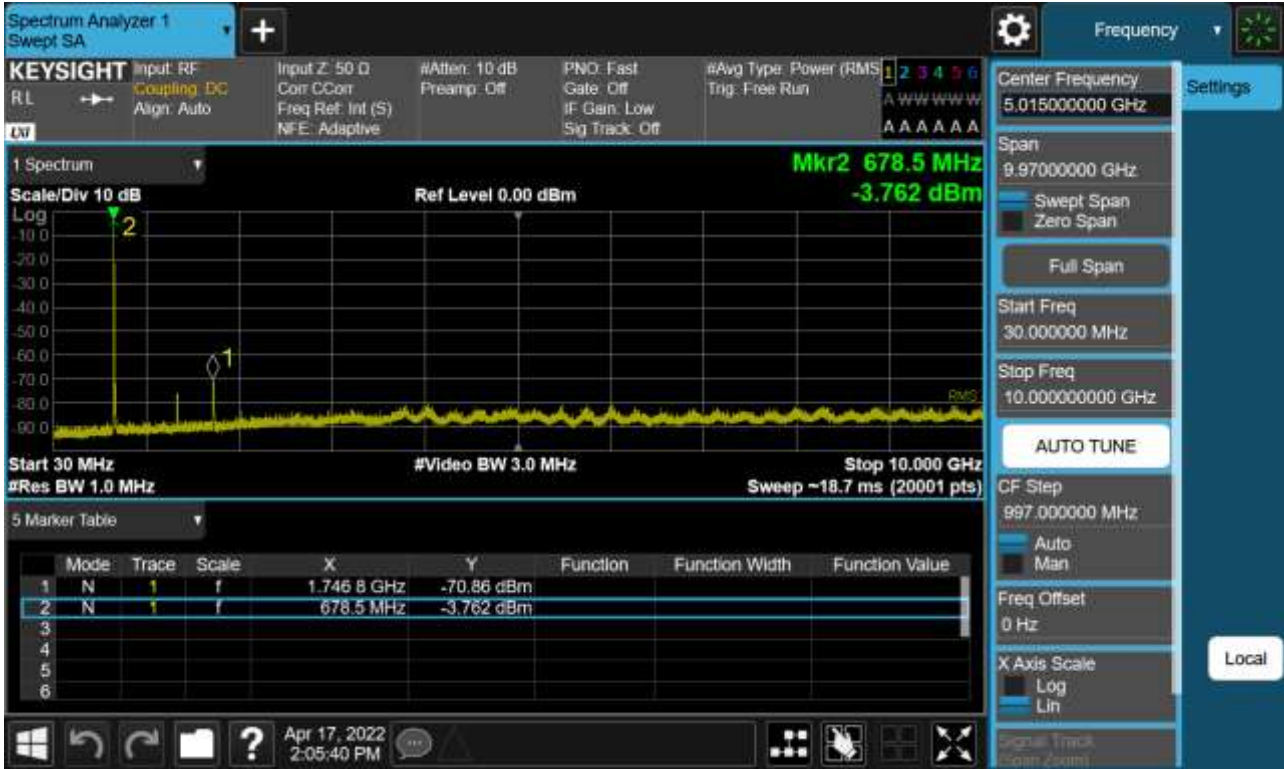 Spectrum Analyzer 1
Swept SA
+
Frequency
KEYSIGHT
RL
LXI
Input: RF
Coupling: DC
Align: Auto
Input Z: 50 Ω
Corr CCorr
Freq Ref: Int (S)
NFE: Adaptive
#Atten: 10 dB
Preamp: Off
PNO: Fast
Gate: Off
IF Gain: Low
Sig Track: Off
#Avg Type: Power (RMS
Trig: Free Run
1 2 3 4 5 6
A W W W W W
A A A A A A
1 Spectrum
Scale/Div 10 dB
Ref Level 0.00 dBm
Mkr2 678.5 MHz
-3.762 dBm
Log
-10.0
-20.0
-30.0
-40.0
-50.0
-60.0
-70.0
-80.0
-90.0
2
1
RMS
Start 30 MHz
#Video BW 3.0 MHz
Stop 10.000 GHz
#Res BW 1.0 MHz
Sweep ~18.7 ms (20001 pts)
5 Marker Table
Mode Trace Scale X Y Function Function Width Function Value
1 N 1 f 1.746 8 GHz -70.86 dBm
2 N 1 f 678.5 MHz -3.762 dBm
3
4
5
6
?
Apr 17, 2022
2:05:40 PM
Center Frequency
5.015000000 GHz
Settings
Span
9.97000000 GHz
Swept Span
Zero Span
Full Span
Start Freq
30.000000 MHz
Stop Freq
10.000000000 GHz
AUTO TUNE
CF Step
997.000000 MHz
Auto
Man
Freq Offset
0 Hz
X Axis Scale
Log
Lin
Local
Signal Track
(Span Zoom)